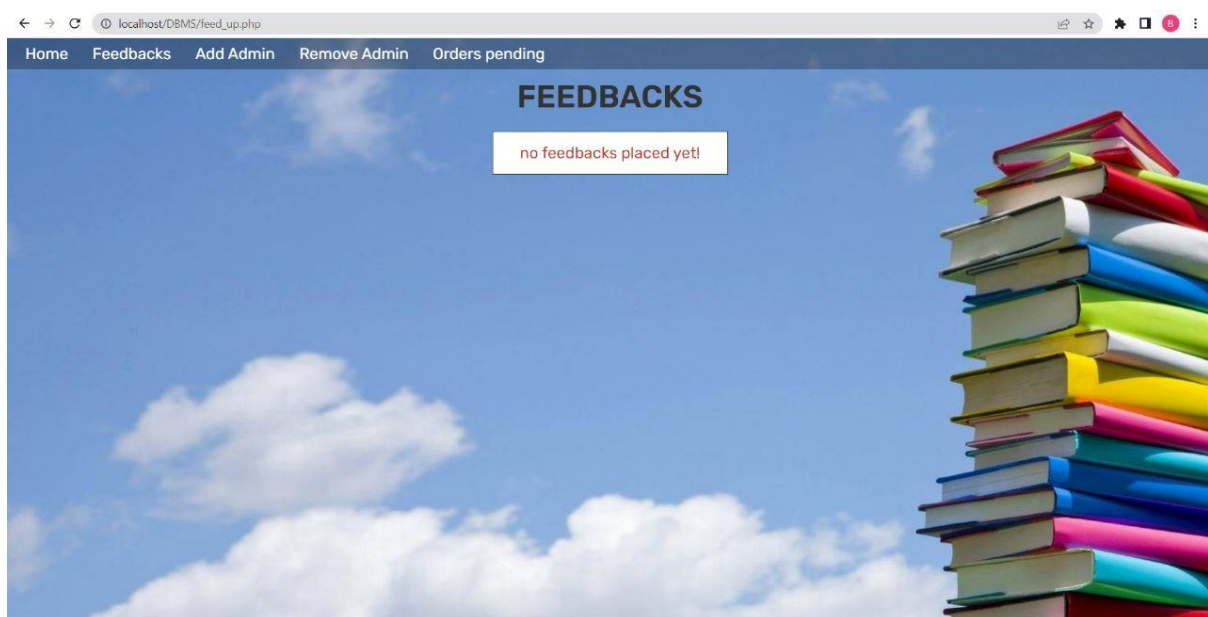 localhost/DBMS/feed_up.php
B
Home Feedbacks Add Admin Remove Admin Orders pending
FEEDBACKS
no feedbacks placed yet!